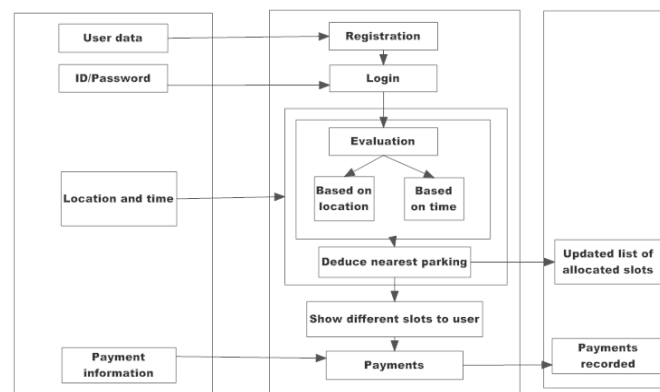 User data
Registration
ID/Password
Login
Evaluation
Based on
location
Based
on time
Location and time
Deduce nearest parking
Updated list of
allocated slots
Show different slots to user
Payment
information
Payments
Payments
recorded